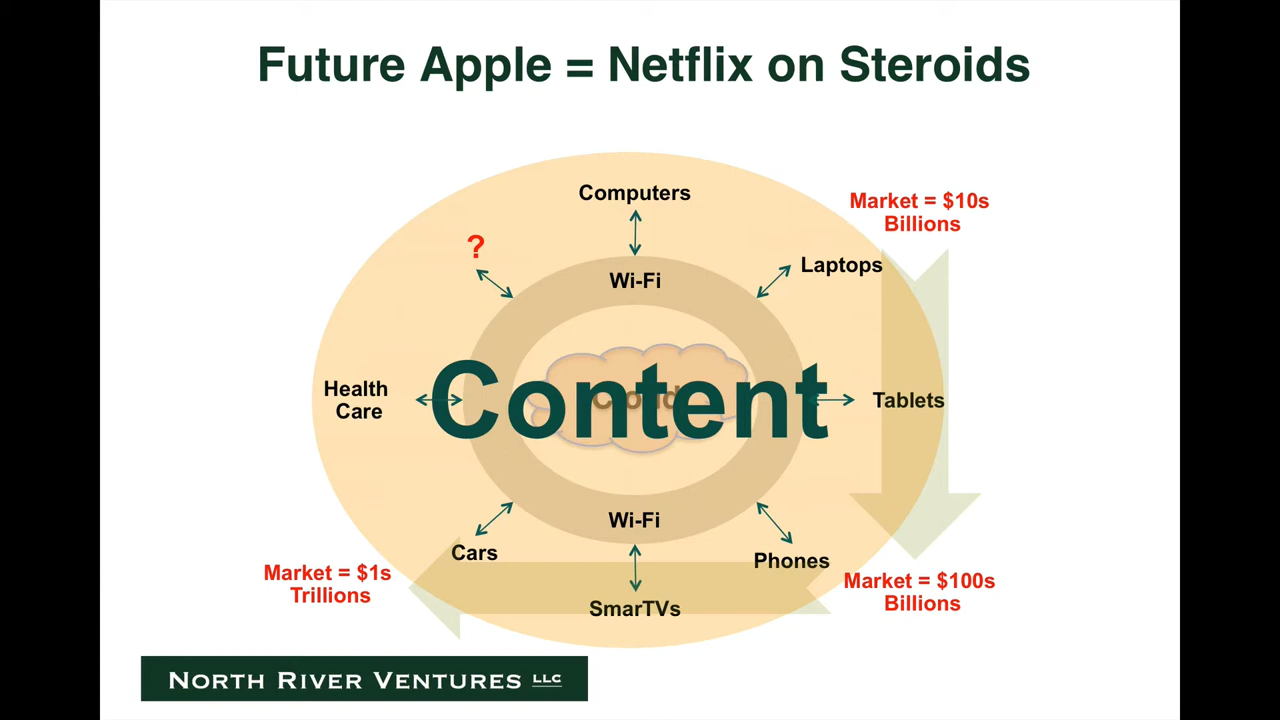 Future Apple = Netflix on Steroids
Computers
Market = $10s
Billions
?
Laptops
Wi-Fi
Health
Care
Content
Cloud
Tablets
Wi-Fi
Cars
Phones
Market = $1s
Trillions
Market = $100s
Billions
SmarTVs
NORTH RIVER VENTURES LLC